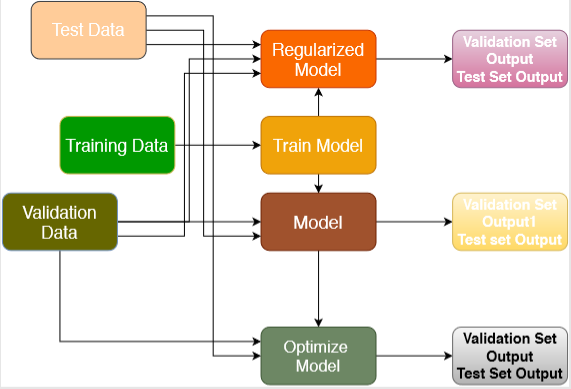 Test Data
Regularized
Model
Validation Set
Output
Test Set Output
Training Data
Train Model
Validation
Data
Model
Validation Set
Output1
Test set Output
Optimize
Model
Validation Set
Output
Test Set Output